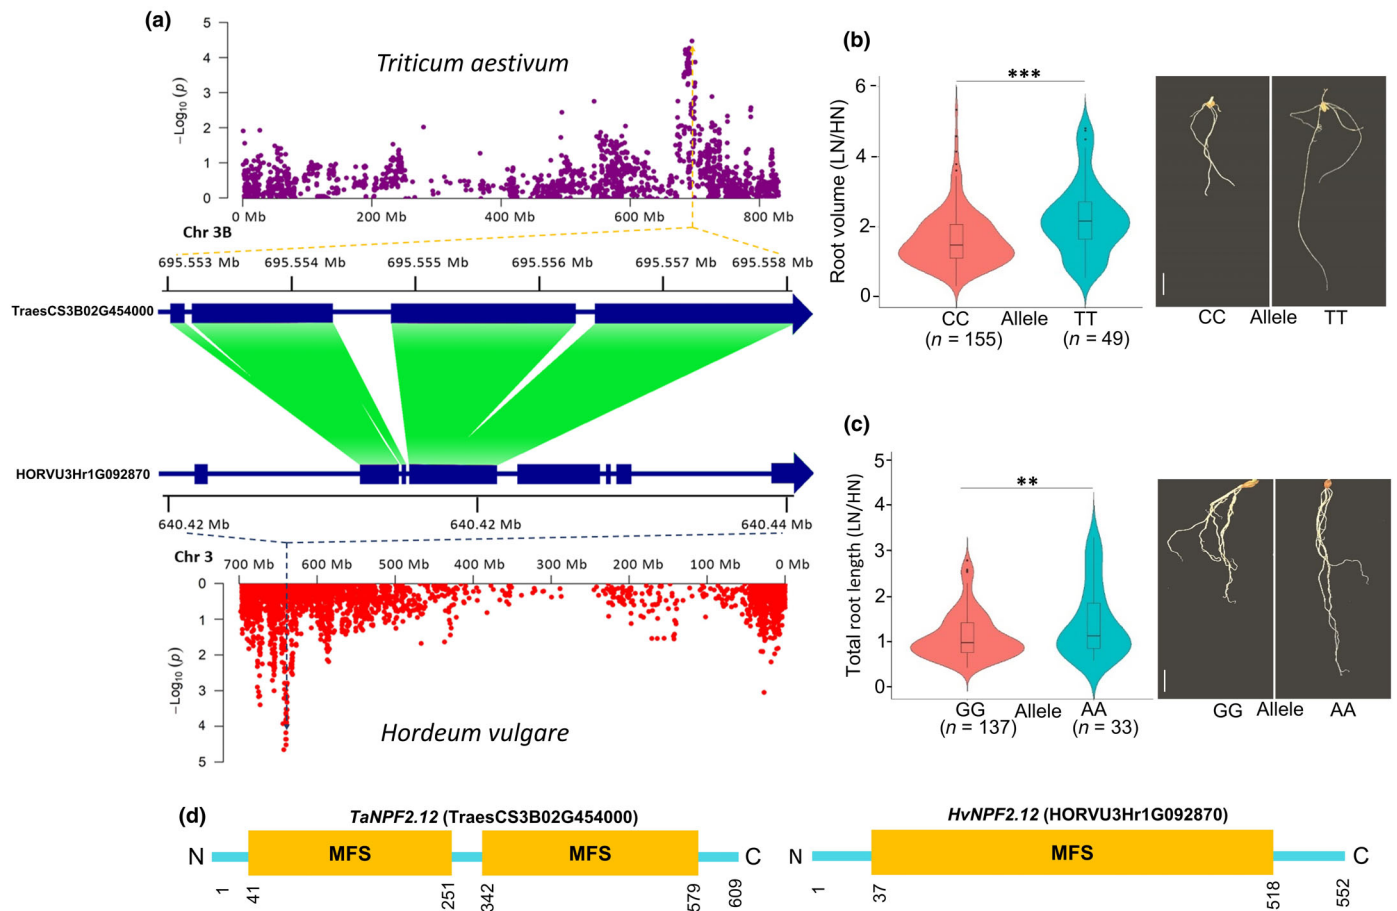 (a)
Triticum aestivum
−Log10 (p)
5
4
3
2
1
0
0 Mb 200 Mb 400 Mb 600 Mb 800 Mb
Chr 3B
695.553 Mb 695.554 Mb 695.555 Mb 695.556 Mb 695.557 Mb 695.558 Mb
TraesCS3B02G454000
HORVU3Hr1G092870
640.42 Mb 640.42 Mb 640.44 Mb
Chr 3
700 Mb 600 Mb 500 Mb 400 Mb 300 Mb 200 Mb 100 Mb 0 Mb
0
1
2
3
4
5
−Log10 (p)
Hordeum vulgare
(b)
Root volume (LN/HN)
6
4
2
0
***
CC Allele TT
(n = 155) (n = 49)
CC Allele TT
(c)
Total root length (LN/HN)
5
4
3
2
1
0
**
GG Allele AA
(n = 137) (n = 33)
GG Allele AA
(d)
TaNPF2.12 (TraesCS3B02G454000)
N MFS MFS C
1 41 251 342 579 609
HvNPF2.12 (HORVU3Hr1G092870)
N MFS C
1 37 518 552